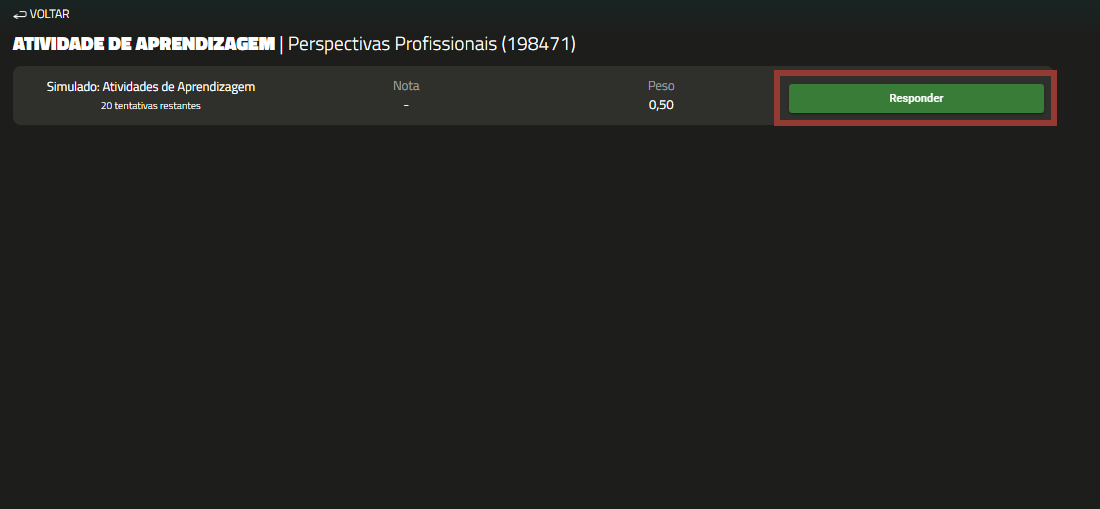 VOLTAR
ATIVIDADE DE APRENDIZAGEM | Perspectivas Profissionais (198471)
Simulado: Atividades de Aprendizagem
20 tentativas restantes
Nota
-
Peso
0,50
Responder